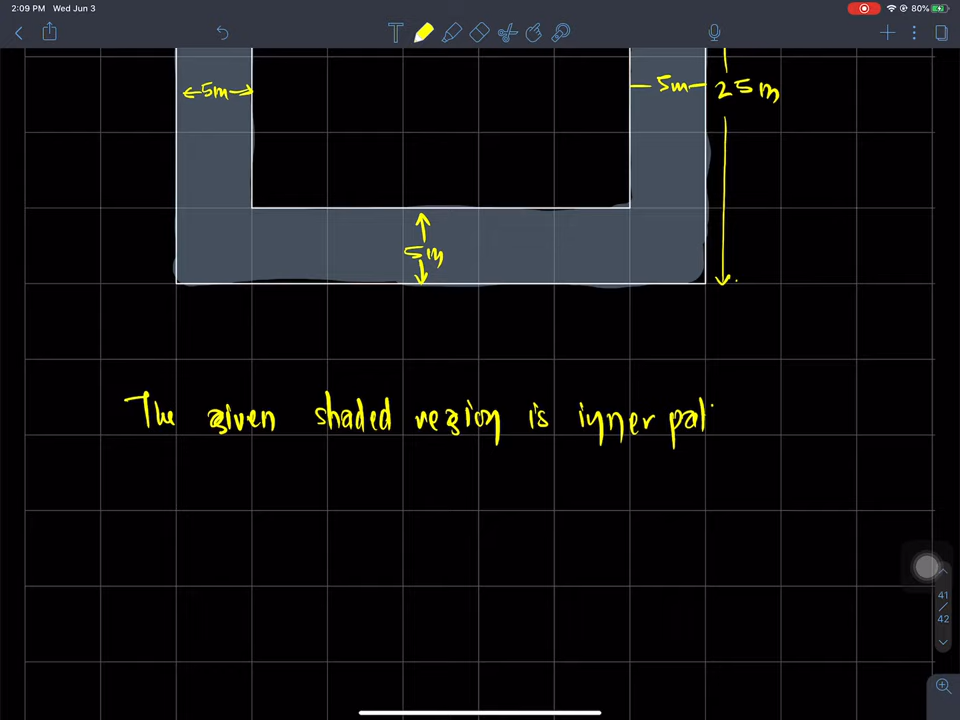 2:09 PM Wed Jun 3
80%
T
5m
5m
25m
5m
The given shaded region is inner pat
41
/
42